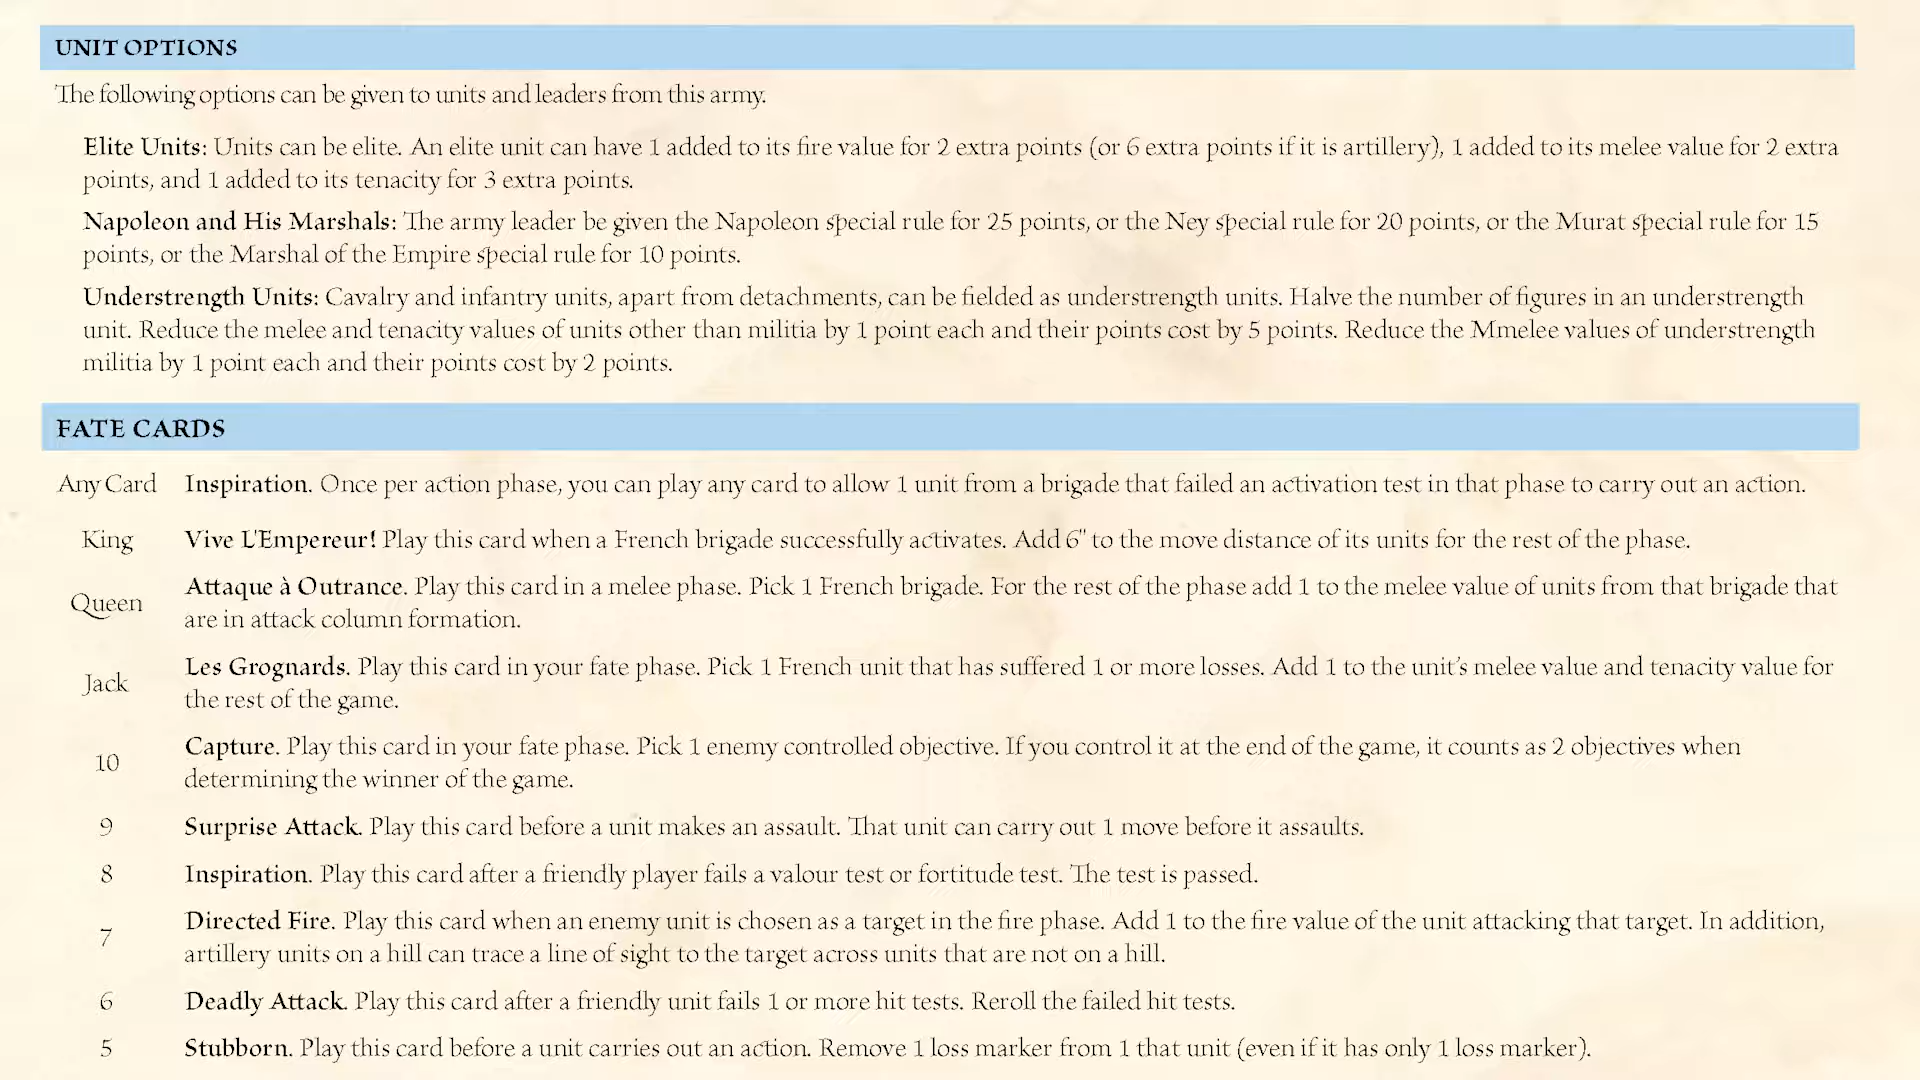 UNIT OPTIONS
The following options can be given to units and leaders from this army.
Elite Units: Units can be elite. An elite unit can have 1 added to its fire value for 2 extra points (or 6 extra points if it is artillery), 1 added to its melee value for 2 extra
points, and 1 added to its tenacity for 3 extra points.
Napoleon and His Marshals: The army leader be given the Napoleon special rule for 25 points, or the Ney special rule for 20 points, or the Murat special rule for 15
points, or the Marshal of the Empire special rule for 10 points.
Understrength Units: Cavalry and infantry units, apart from detachments, can be fielded as understrength units. Halve the number of figures in an understrength
unit. Reduce the melee and tenacity values of units other than militia by 1 point each and their points cost by 5 points. Reduce the Mmelee values of understrength
militia by 1 point each and their points cost by 2 points.
FATE CARDS
Any Card Inspiration. Once per action phase, you can play any card to allow 1 unit from a brigade that failed an activation test in that phase to carry out an action.
King Vive L'Empereur! Play this card when a French brigade successfully activates. Add 6" to the move distance of its units for the rest of the phase.
Queen Attaque à Outrance. Play this card in a melee phase. Pick 1 French brigade. For the rest of the phase add 1 to the melee value of units from that brigade that
are in attack column formation.
Jack Les Grognards. Play this card in your fate phase. Pick 1 French unit that has suffered 1 or more losses. Add 1 to the unit's melee value and tenacity value for
the rest of the game.
10 Capture. Play this card in your fate phase. Pick 1 enemy controlled objective. If you control it at the end of the game, it counts as 2 objectives when
determining the winner of the game.
9 Surprise Attack. Play this card before a unit makes an assault. That unit can carry out 1 move before it assaults.
8 Inspiration. Play this card after a friendly player fails a valour test or fortitude test. The test is passed.
7 Directed Fire. Play this card when an enemy unit is chosen as a target in the fire phase. Add 1 to the fire value of the unit attacking that target. In addition,
artillery units on a hill can trace a line of sight to the target across units that are not on a hill.
6 Deadly Attack. Play this card after a friendly unit fails 1 or more hit tests. Reroll the failed hit tests.
5 Stubborn. Play this card before a unit carries out an action. Remove 1 loss marker from 1 that unit (even if it has only 1 loss marker).